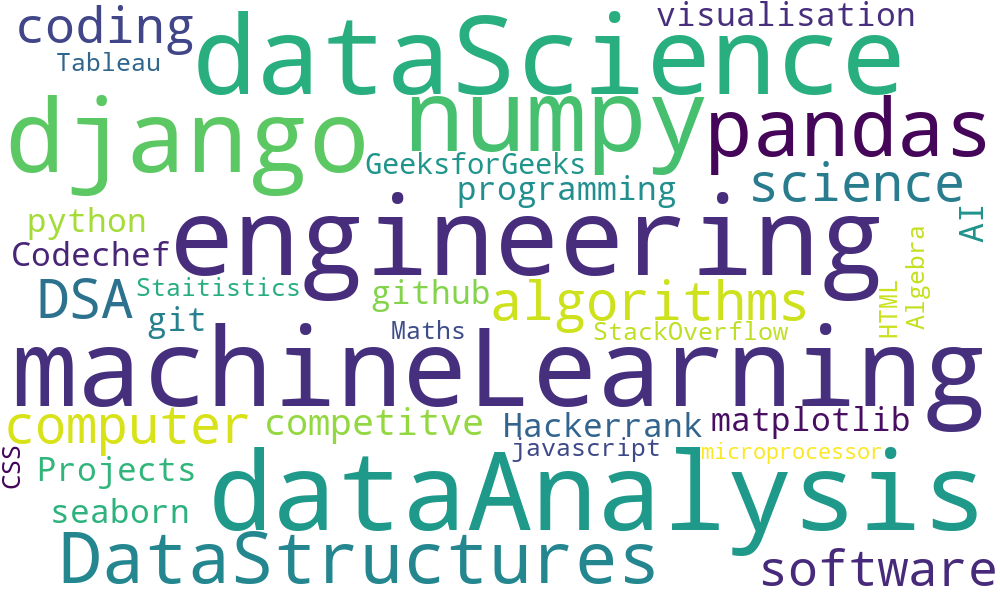 coding
dataScience
visualisation
Tableau
django
numpy
pandas
GeeksforGeeks
programming
science
python
engineering
AI
Codechef
DSA
Staitistics
github
algorithms
HTML
Algebra
git
Maths
StackOverflow
machineLearning
computer
competitve
Hackerrank
matplotlib
javascript
microprocessor
CSS
Projects
dataAnalysis
seaborn
DataStructures
software